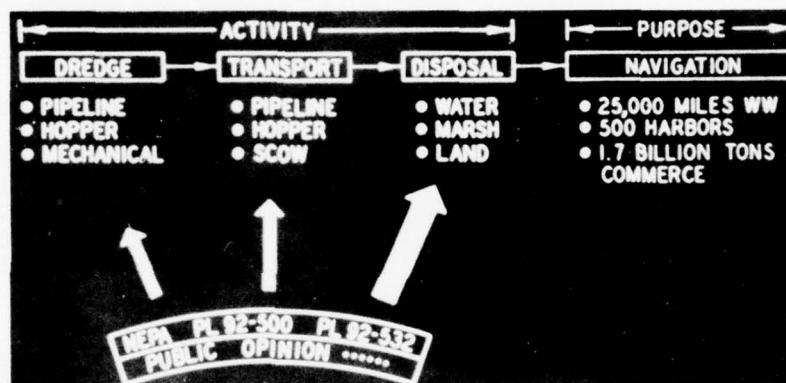 ACTIVITY PURPOSE
DREDGE TRANSPORT DISPOSAL NAVIGATION
• PIPELINE • PIPELINE • WATER • 25,000 MILES WW
• HOPPER • HOPPER • MARSH • 500 HARBORS
• MECHANICAL • SCOW • LAND • 1.7 BILLION TONS
COMMERCE
NEPA PL 92-500 PL 92-532
PUBLIC OPINION ••••••